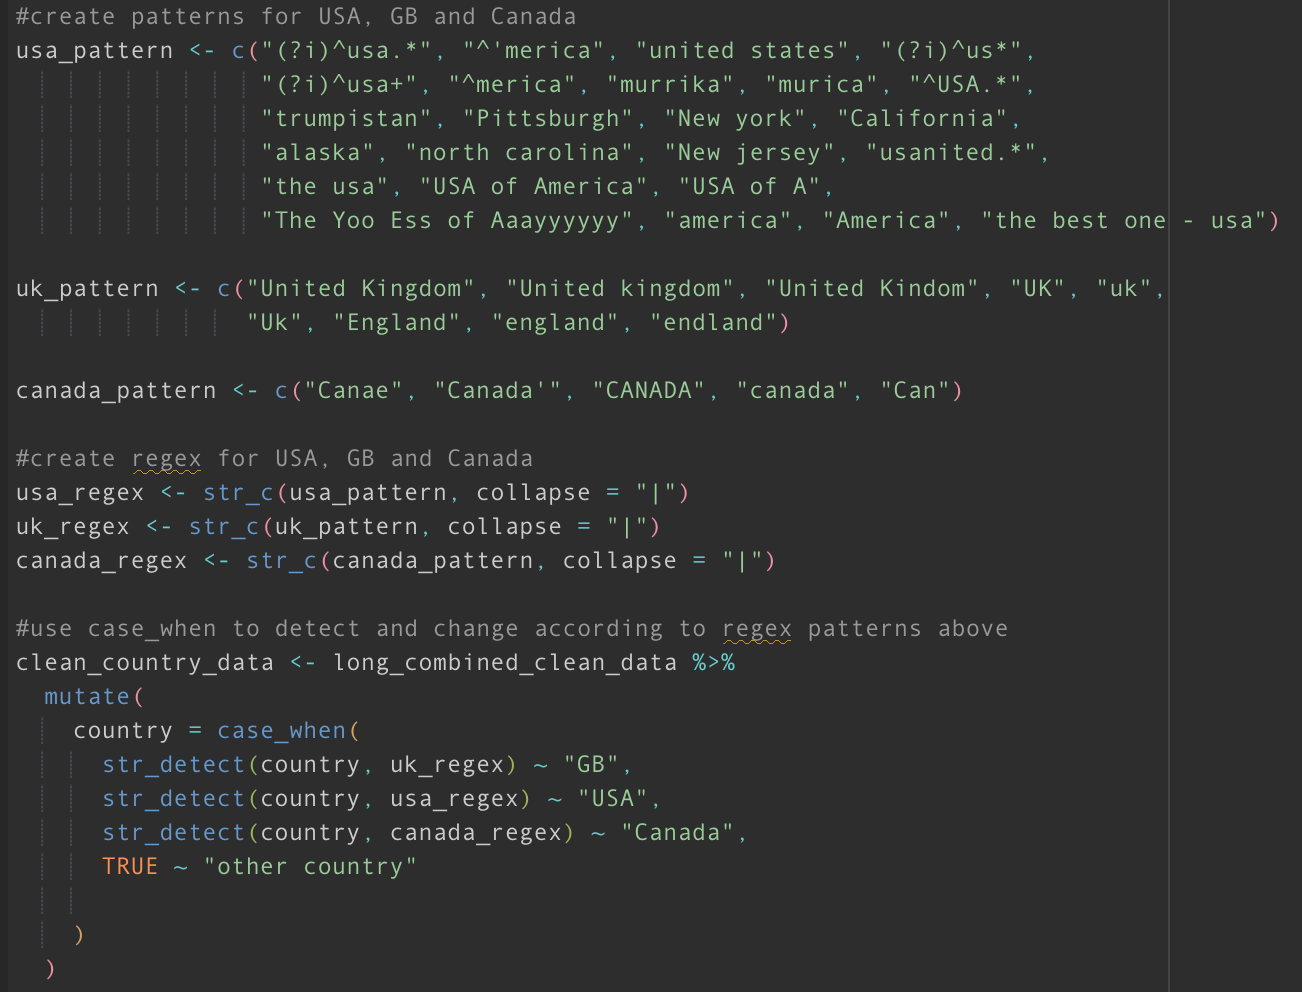 #create patterns for USA, GB and Canada
usa_pattern <- c("(?i)^usa.*", "^'merica", "united states", "(?i)^us*",
"(?i)^usa+", "^merica", "murrika", "murica", "^USA.*",
"trumpistan", "Pittsburgh", "New york", "California",
"alaska", "north carolina", "New jersey", "usanited.*",
"the usa", "USA of America", "USA of A",
"The Yoo Ess of Aaayyyyyy", "america", "America", "the best one - usa")
uk_pattern <- c("United Kingdom", "United kingdom", "United Kindom", "UK", "uk",
"Uk", "England", "england", "endland")
canada_pattern <- c("Canae", "Canada'", "CANADA", "canada", "Can")
#create regex for USA, GB and Canada
usa_regex <- str_c(usa_pattern, collapse = "|")
uk_regex <- str_c(uk_pattern, collapse = "|")
canada_regex <- str_c(canada_pattern, collapse = "|")
#use case_when to detect and change according to regex patterns above
clean_country_data <- long_combined_clean_data %>%
mutate(
country = case_when(
str_detect(country, uk_regex) ~ "GB",
str_detect(country, usa_regex) ~ "USA",
str_detect(country, canada_regex) ~ "Canada",
TRUE ~ "other country"
)
)